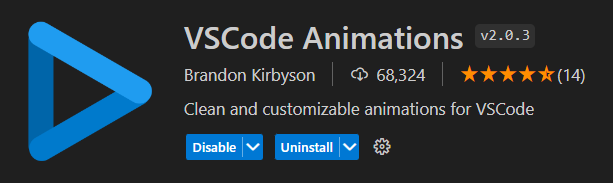 VSCode Animations v2.0.3
Brandon Kirbyson 68,324 (14)
Clean and customizable animations for VSCode
Disable Uninstall